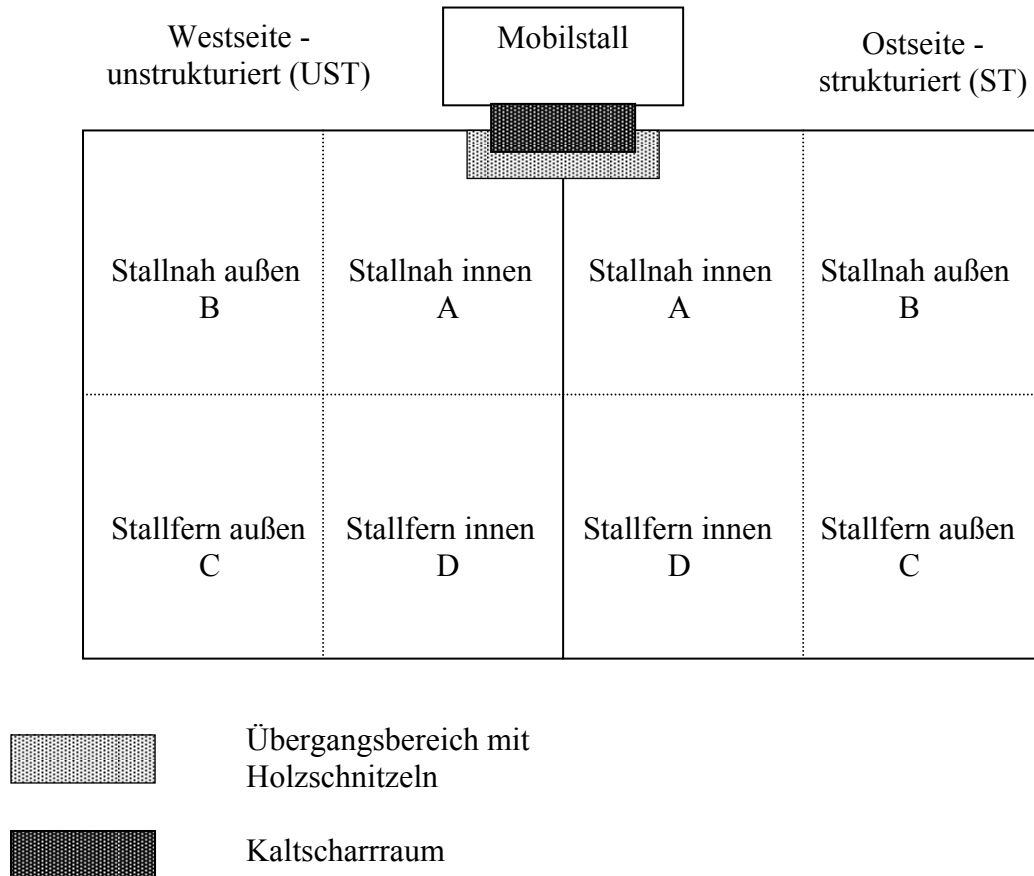 Westseite -
unstrukturiert (UST)
Mobilstall
Ostseite -
strukturiert (ST)
Stallnah außen
B
Stallnah innen
A
Stallnah innen
A
Stallnah außen
B
Stallfern außen
C
Stallfern innen
D
Stallfern innen
D
Stallfern außen
C
Übergangsbereich mit
Holzschnitzeln
Kaltscharrraum